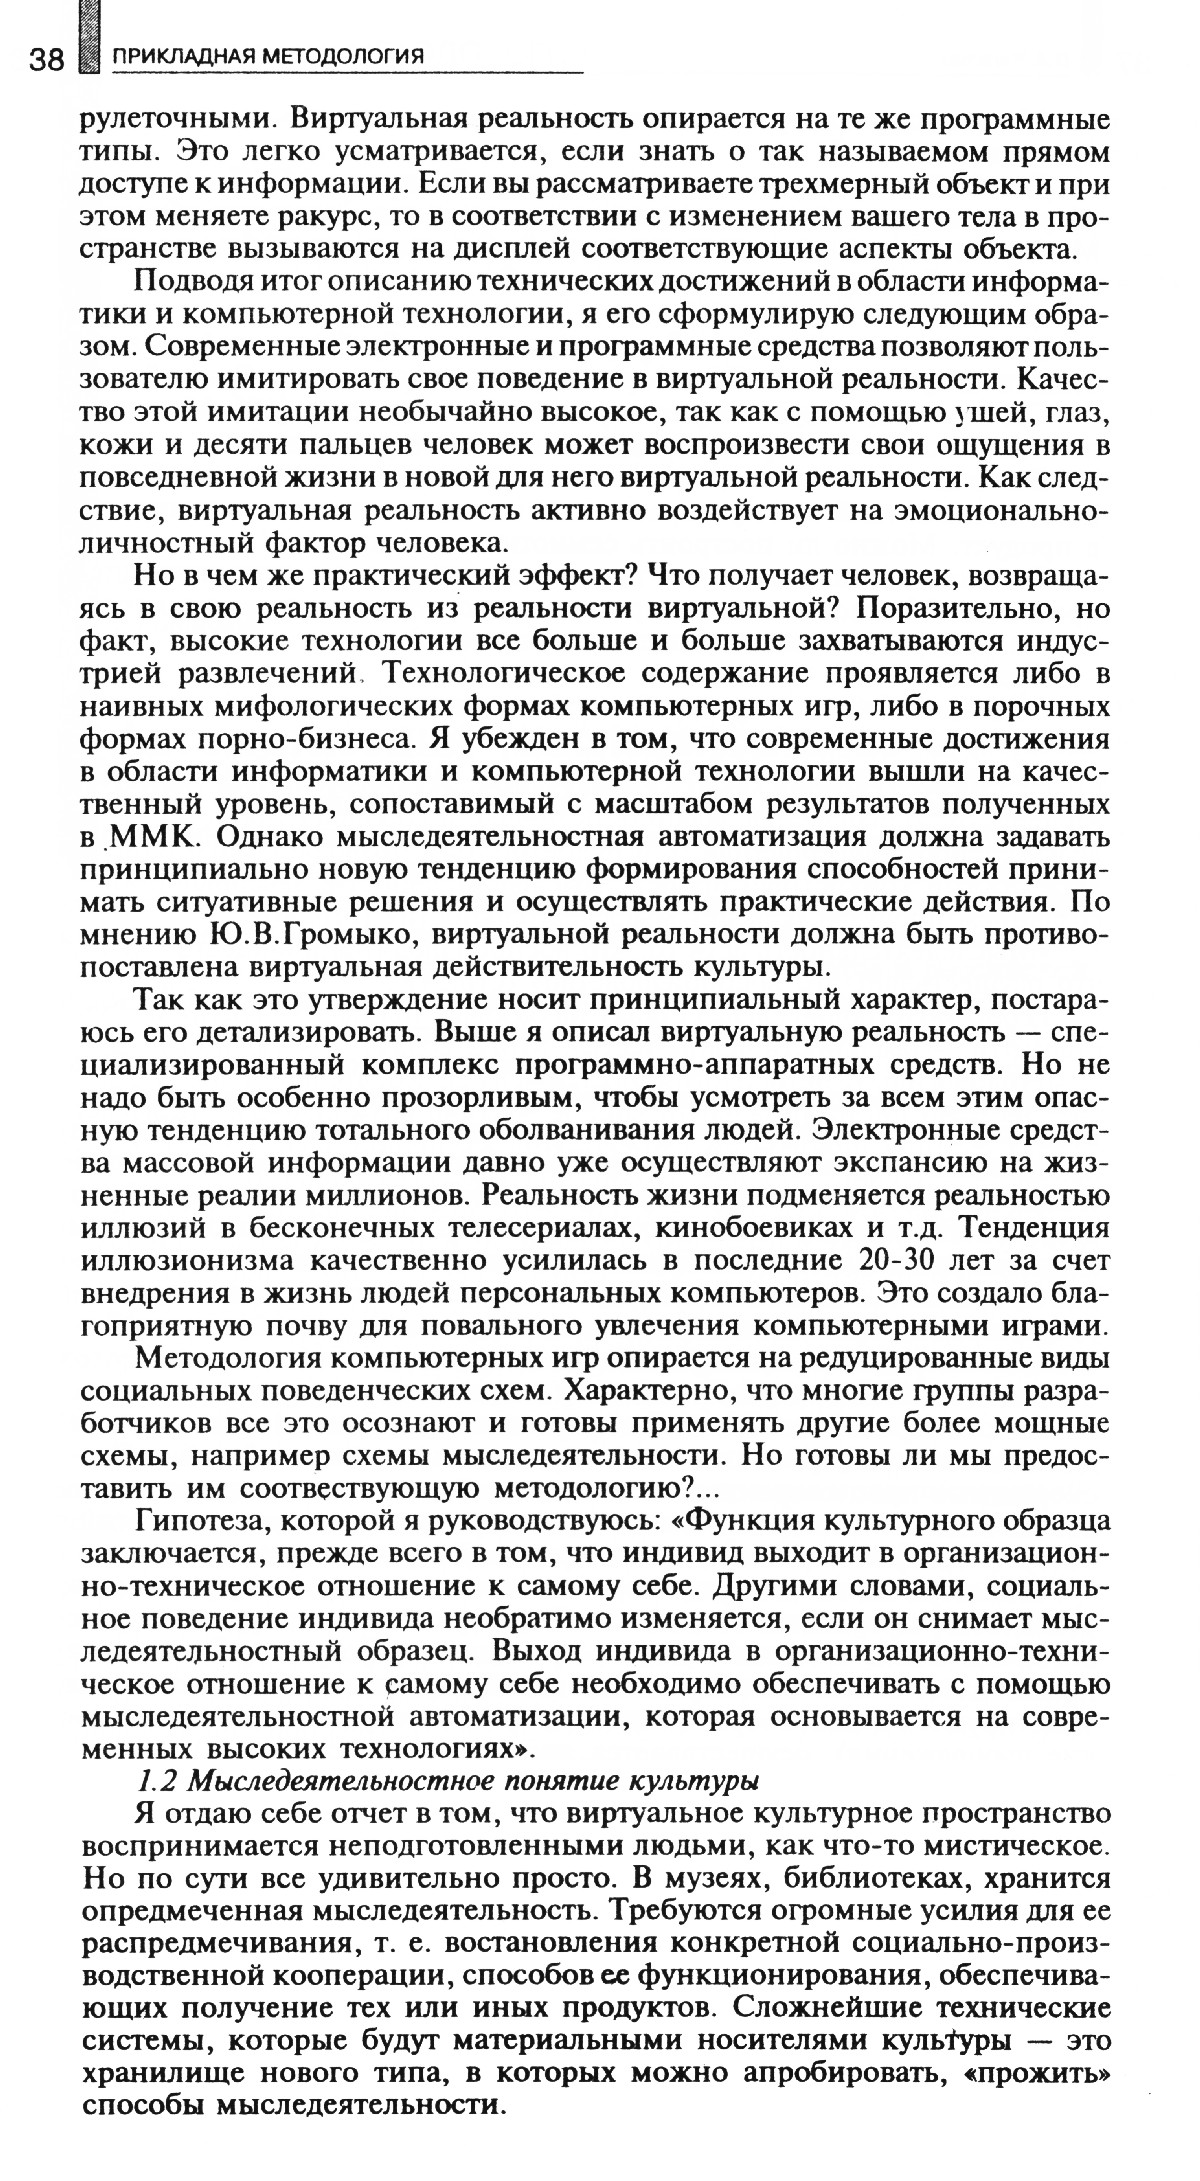 38 ПРИКЛАДНАЯ МЕТОДОЛОГИЯ
рулеточными. Виртуальная реальность опирается на те же программные
типы. Это легко усматривается, если знать о так называемом прямом
доступе к информации. Если вы рассматриваете трехмерный объект и при
этом меняете ракурс, то в соответствии с изменением вашего тела в про-
странстве вызываются на дисплей соответствующие аспекты объекта.
Подводя итог описанию технических достижений в области информа-
тики и компьютерной технологии, я его сформулирую следующим обра-
зом. Современные электронные и программные средства позволяют поль-
зователю имитировать свое поведение в виртуальной реальности. Качес-
тво этой имитации необычайно высокое, так как с помощью ушей, глаз,
кожи и десяти пальцев человек может воспроизвести свои ощущения в
повседневной жизни в новой для него виртуальной реальности. Как след-
ствие, виртуальная реальность активно воздействует на эмоционально-
личностный фактор человека.
Но в чем же практический эффект? Что получает человек, возвраща-
ясь в свою реальность из реальности виртуальной? Поразительно, но
факт, высокие технологии все больше и больше захватываются индус-
трией развлечений. Технологическое содержание проявляется либо в
наивных мифологических формах компьютерных игр, либо в порочных
формах порно-бизнеса. Я убежден в том, что современные достижения
в области информатики и компьютерной технологии вышли на качес-
твенный уровень, сопоставимый с масштабом результатов полученных
в ММК. Однако мыследеятельностная автоматизация должна задавать
принципиально новую тенденцию формирования способностей прини-
мать ситуативные решения и осуществлять практические действия. По
мнению Ю.В.Громыко, виртуальной реальности должна быть противо-
поставлена виртуальная действительность культуры.
Так как это утверждение носит принципиальный характер, постара-
юсь его детализировать. Выше я описал виртуальную реальность — спе-
циализированный комплекс программно-аппаратных средств. Но не
надо быть особенно прозорливым, чтобы усмотреть за всем этим опас-
ную тенденцию тотального оболванивания людей. Электронные средст-
ва массовой информации давно уже осуществляют экспансию на жиз-
ненные реалии миллионов. Реальность жизни подменяется реальностью
иллюзий в бесконечных телесериалах, кинобоевиках и т.д. Тенденция
иллюзионизма качественно усилилась в последние 20-30 лет за счет
внедрения в жизнь людей персональных компьютеров. Это создало бла-
гоприятную почву для повального увлечения компьютерными играми.
Методология компьютерных игр опирается на редуцированные виды
социальных поведенческих схем. Характерно, что многие группы разра-
ботчиков все это осознают и готовы применять другие более мощные
схемы, например схемы мыследеятельности. Но готовы ли мы предос-
тавить им соответствующую методологию?...
Гипотеза, которой я руководствуюсь: «Функция культурного образца
заключается, прежде всего в том, что индивид выходит в организацион-
но-техническое отношение к самому себе. Другими словами, социаль-
ное поведение индивида необратимо изменяется, если он снимает мыс-
ледеятельностный образец. Выход индивида в организационно-техни-
ческое отношение к самому себе необходимо обеспечивать с помощью
мыследеятельностной автоматизации, которая основывается на совре-
менных высоких технологиях».
1.2 Мыследеятельностное понятие культуры
Я отдаю себе отчет в том, что виртуальное культурное пространство
воспринимается неподготовленными людьми, как что-то мистическое.
Но по сути все удивительно просто. В музеях, библиотеках, хранится
опредмеченная мыследеятельность. Требуются огромные усилия для ее
распредмечивания, т. е. востановления конкретной социально-произ-
водственной кооперации, способов ее функционирования, обеспечива-
ющих получение тех или иных продуктов. Сложнейшие технические
системы, которые будут материальными носителями культуры — это
хранилище нового типа, в которых можно апробировать, «прожить»
способы мыследеятельности.